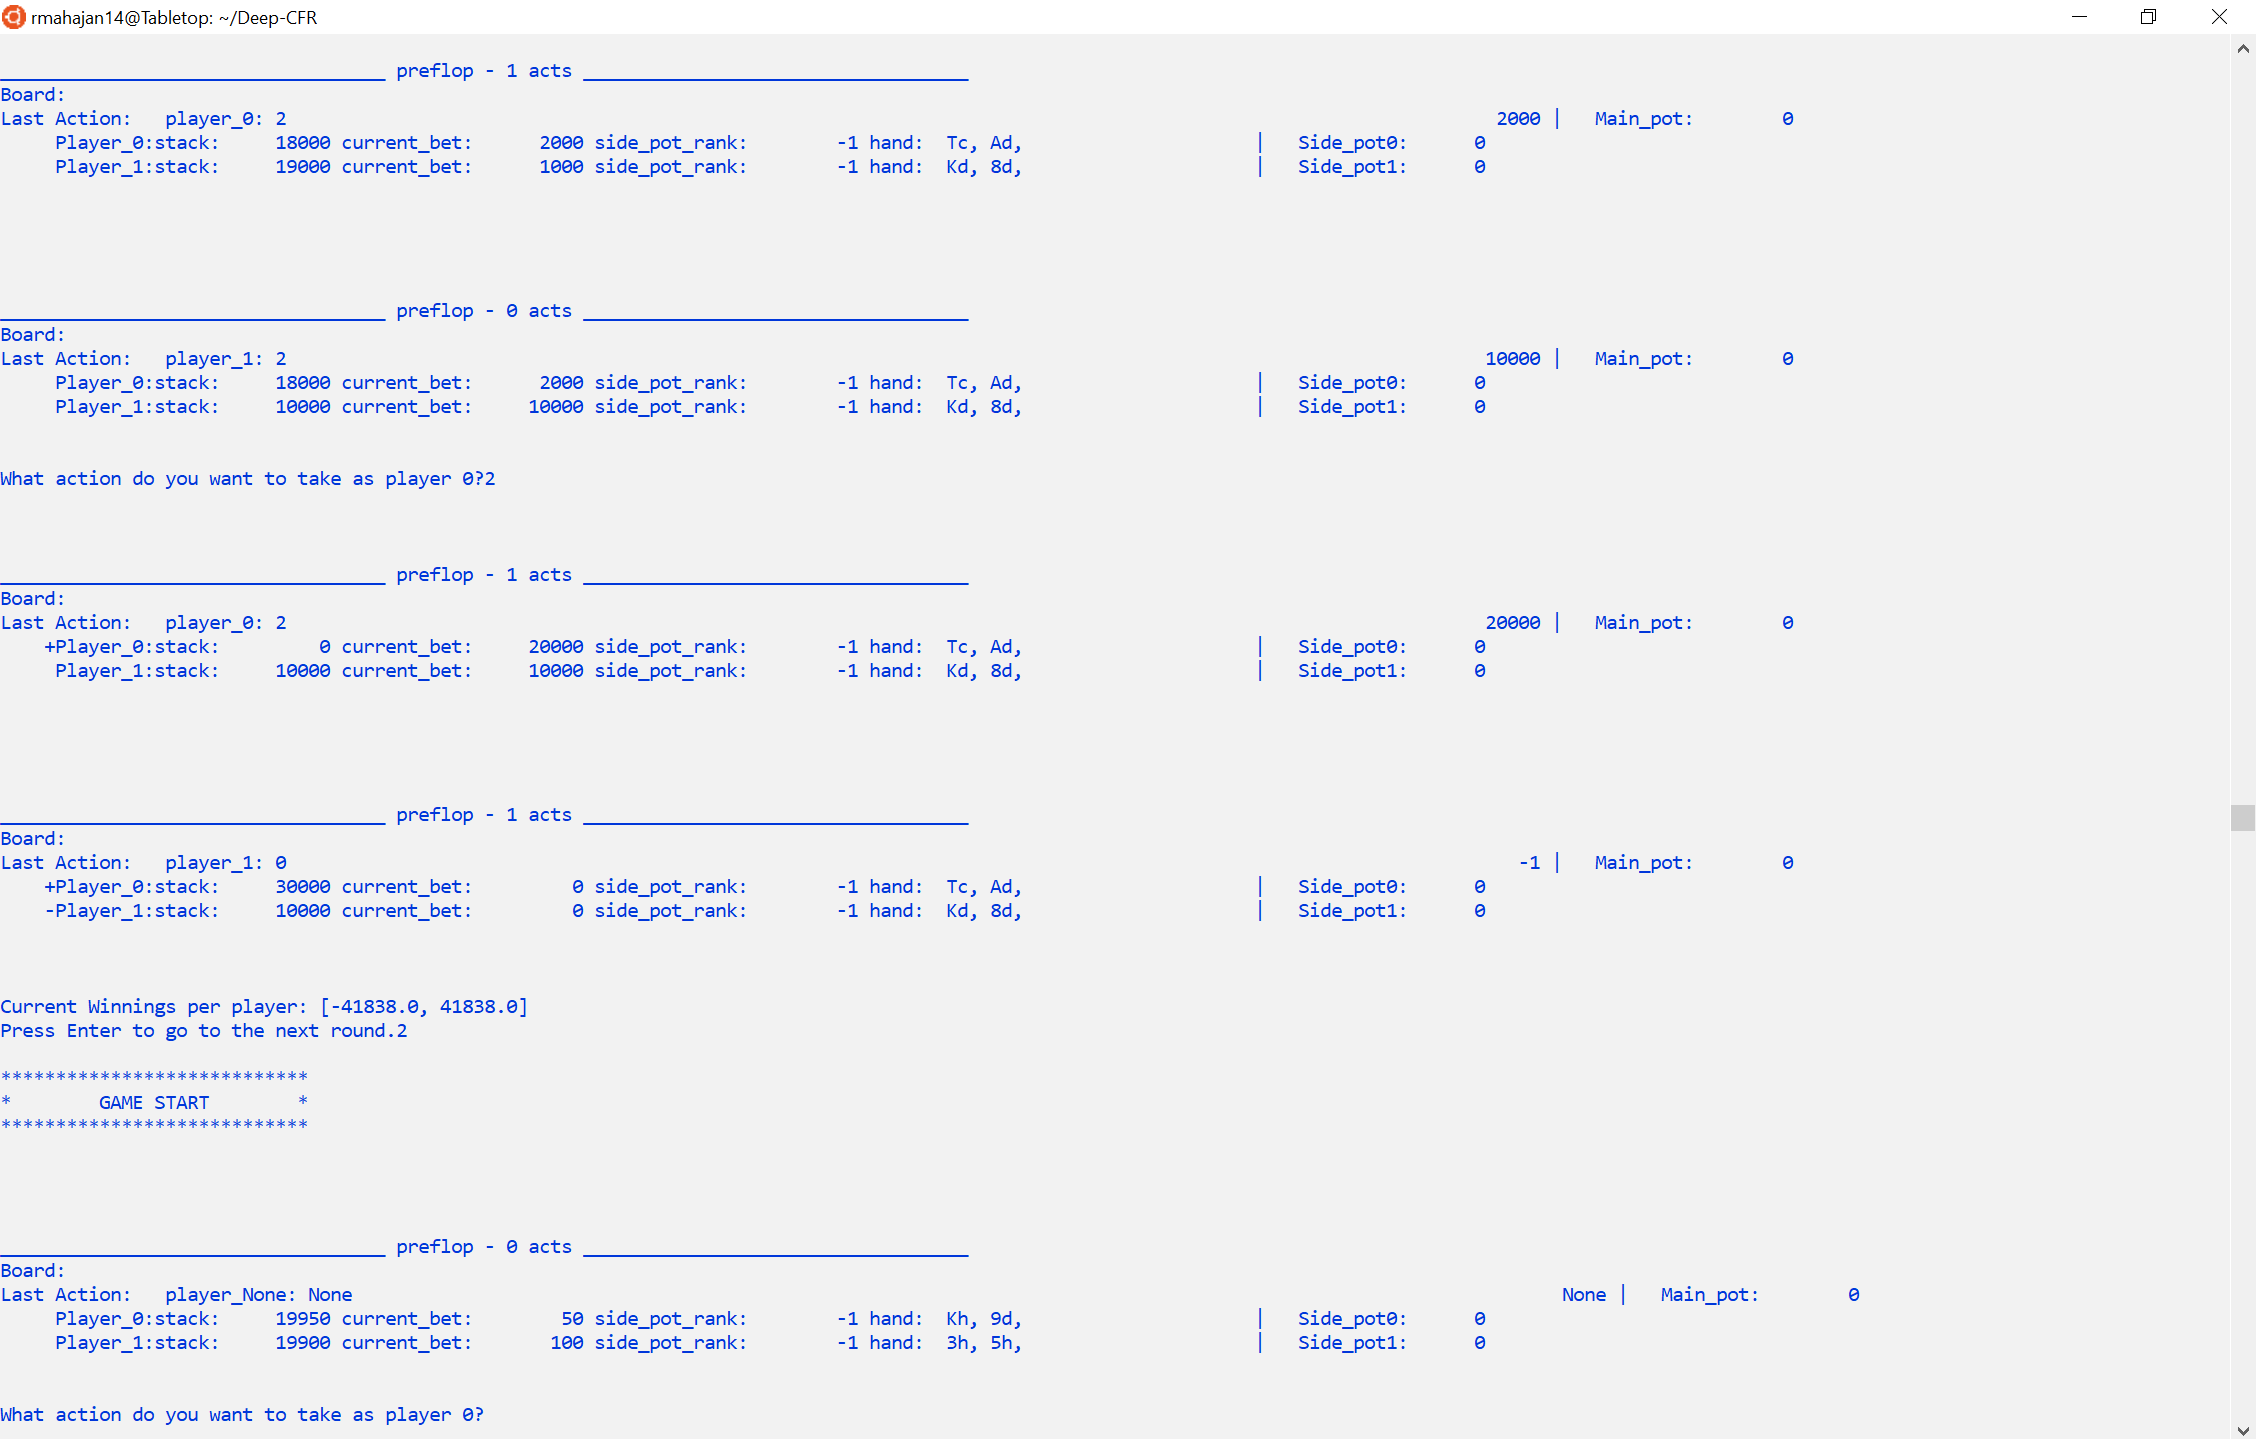 rmahajan14@Tabletop: ~/Deep-CFR
___________________________________ preflop - 1 acts ___________________________________
Board:
Last Action: player_0: 2 2000 | Main_pot: 0
Player_0:stack: 18000 current_bet: 2000 side_pot_rank: -1 hand: Tc, Ad, | Side_pot0: 0
Player_1:stack: 19000 current_bet: 1000 side_pot_rank: -1 hand: Kd, 8d, | Side_pot1: 0
___________________________________ preflop - 0 acts ___________________________________
Board:
Last Action: player_1: 2 10000 | Main_pot: 0
Player_0:stack: 18000 current_bet: 2000 side_pot_rank: -1 hand: Tc, Ad, | Side_pot0: 0
Player_1:stack: 10000 current_bet: 10000 side_pot_rank: -1 hand: Kd, 8d, | Side_pot1: 0
What action do you want to take as player 0?2
___________________________________ preflop - 1 acts ___________________________________
Board:
Last Action: player_0: 2 20000 | Main_pot: 0
+Player_0:stack: 0 current_bet: 20000 side_pot_rank: -1 hand: Tc, Ad, | Side_pot0: 0
Player_1:stack: 10000 current_bet: 10000 side_pot_rank: -1 hand: Kd, 8d, | Side_pot1: 0
___________________________________ preflop - 1 acts ___________________________________
Board:
Last Action: player_1: 0 -1 | Main_pot: 0
+Player_0:stack: 30000 current_bet: 0 side_pot_rank: -1 hand: Tc, Ad, | Side_pot0: 0
-Player_1:stack: 10000 current_bet: 0 side_pot_rank: -1 hand: Kd, 8d, | Side_pot1: 0
Current Winnings per player: [-41838.0, 41838.0]
Press Enter to go to the next round.2
****************************
* GAME START *
****************************
___________________________________ preflop - 0 acts ___________________________________
Board:
Last Action: player_None: None None | Main_pot: 0
Player_0:stack: 19950 current_bet: 50 side_pot_rank: -1 hand: Kh, 9d, | Side_pot0: 0
Player_1:stack: 19900 current_bet: 100 side_pot_rank: -1 hand: 3h, 5h, | Side_pot1: 0
What action do you want to take as player 0?